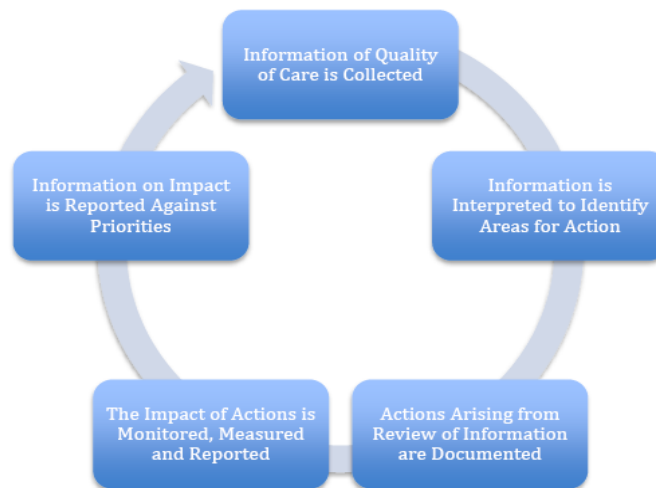 Information of Quality
of Care is Collected
Information is
Interpreted to Identify
Areas for Action
Actions Arising from
Review of Information
are Documented
The Impact of Actions is
Monitored, Measured
and Reported
Information on Impact
is Reported Against
Priorities